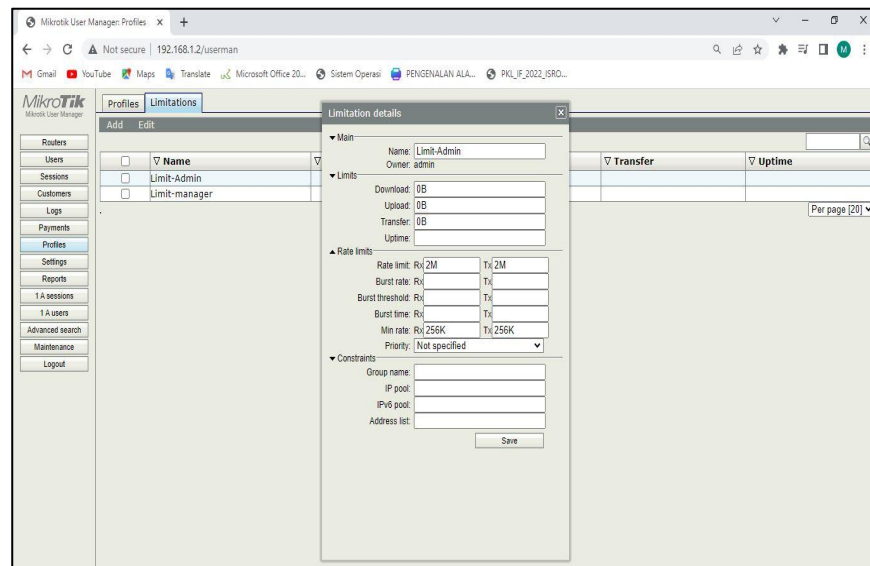 Mikrotik User Manager: Profiles
Not secure | 192.168.1.2/userman
M
Gmail YouTube Maps Translate Microsoft Office 20... Sistem Operasi PENGENALAN ALA... PKL_IF_2022_ISRO...
MikroTik
Mikrotik User Manager
Profiles Limitations
Add Edit
Routers
Users
Sessions
Customers
Logs
Payments
Profiles
Settings
Reports
1 A sessions
1 A users
Advanced search
Maintenance
Logout
Name Transfer Uptime
Limit-Admin
Limit-manager
.
Per page [20]
Limitation details
Main
Name: Limit-Admin
Owner: admin
Limits
Download: 0B
Upload: 0B
Transfer: 0B
Uptime:
Rate limits
Rate limit: Rx 2M Tx 2M
Burst rate: Rx Tx
Burst threshold: Rx Tx
Burst time: Rx Tx
Min rate: Rx 256K Tx 256K
Priority: Not specified
Constraints
Group name:
IP pool:
IPv6 pool:
Address list:
Save